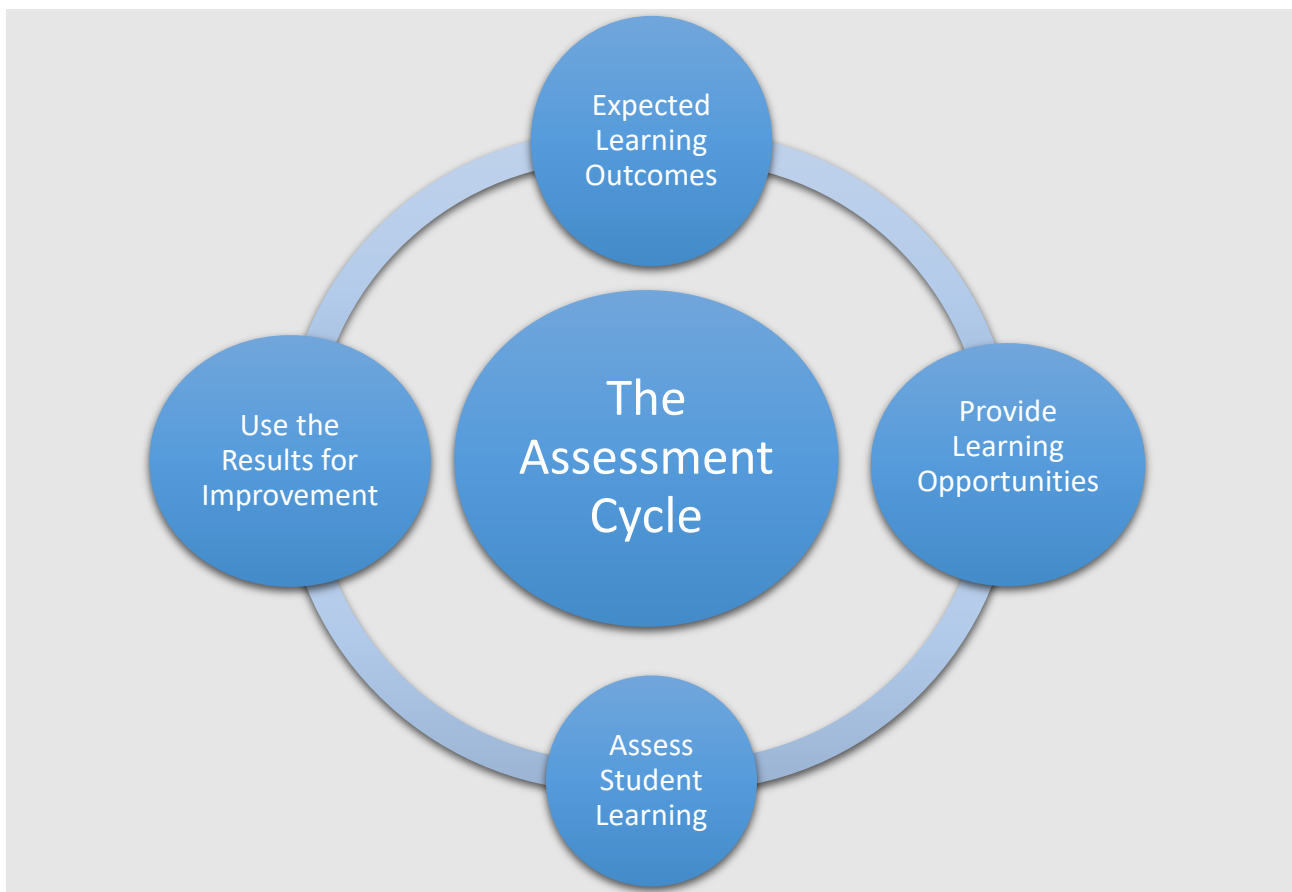 Expected
Learning
Outcomes
Provide
Learning
Opportunities
Assess
Student
Learning
Use the
Results for
Improvement
The
Assessment
Cycle